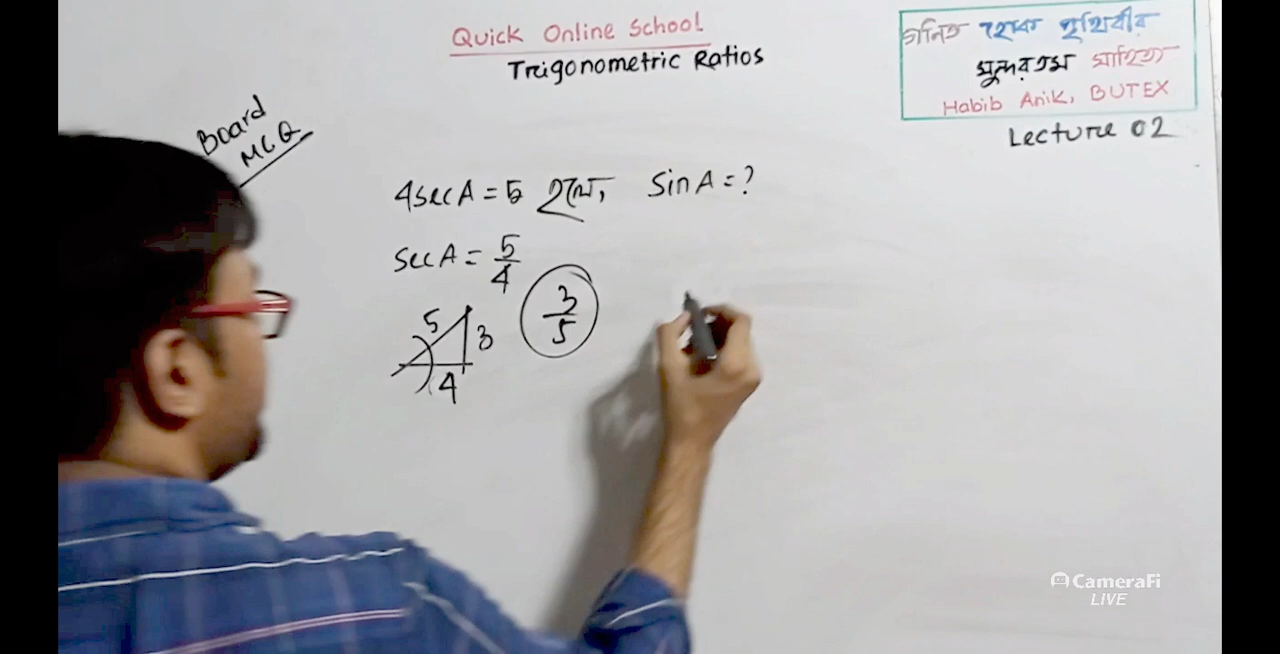 Quick Online School
Trigonometric Ratios
গনিত হোক পৃথিবীর
সুন্দরতম সাহিত্য
Habib Anik, BUTEX
Lecture 02
Board
MCQ
4secA = 5 হলে, sinA = ?
secA = 5/4
5 3
4
3/5
CameraFi
LIVE